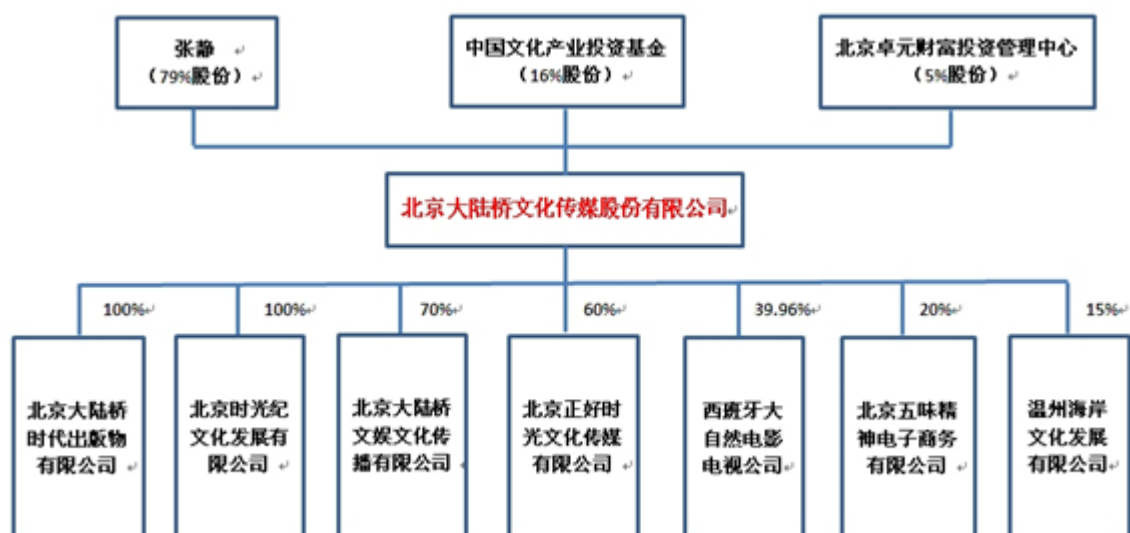 张静
（79%股份）
中国文化产业投资基金
（16%股份）
北京卓元财富投资管理中心
（5%股份）
北京大陆桥文化传媒股份有限公司
100%
100%
70%
60%
39.96%
20%
15%
北京大陆桥
时代出版物
有限公司
北京时光纪
文化发展有
限公司
北京大陆桥
文娱文化传
播有限公司
北京正好时
光文化传媒
有限公司
西班牙大
自然电影
电视公司
北京五味精
神电子商务
有限公司
温州海岸
文化发展
有限公司